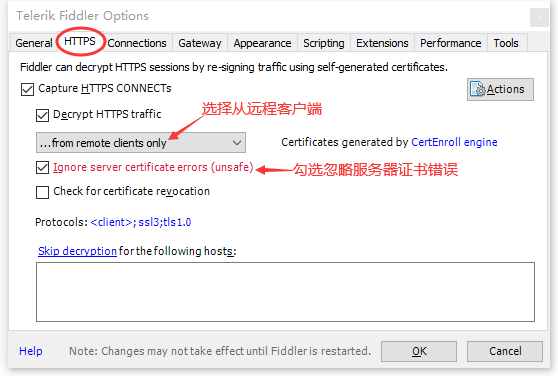 Telerik Fiddler Options
General HTTPS Connections Gateway Appearance Scripting Extensions Performance Tools
Fiddler can decrypt HTTPS sessions by re-signing traffic using self-generated certificates.
Capture HTTPS CONNECTs
Actions
Decrypt HTTPS traffic
选择从远程客户端
...from remote clients only
Certificates generated by CertEnroll engine
Ignore server certificate errors (unsafe)
勾选忽略服务器证书错误
Check for certificate revocation
Protocols: <client>; ssl3;tls1.0
Skip decryption for the following hosts:
Help
Note: Changes may not take effect until Fiddler is restarted.
OK
Cancel